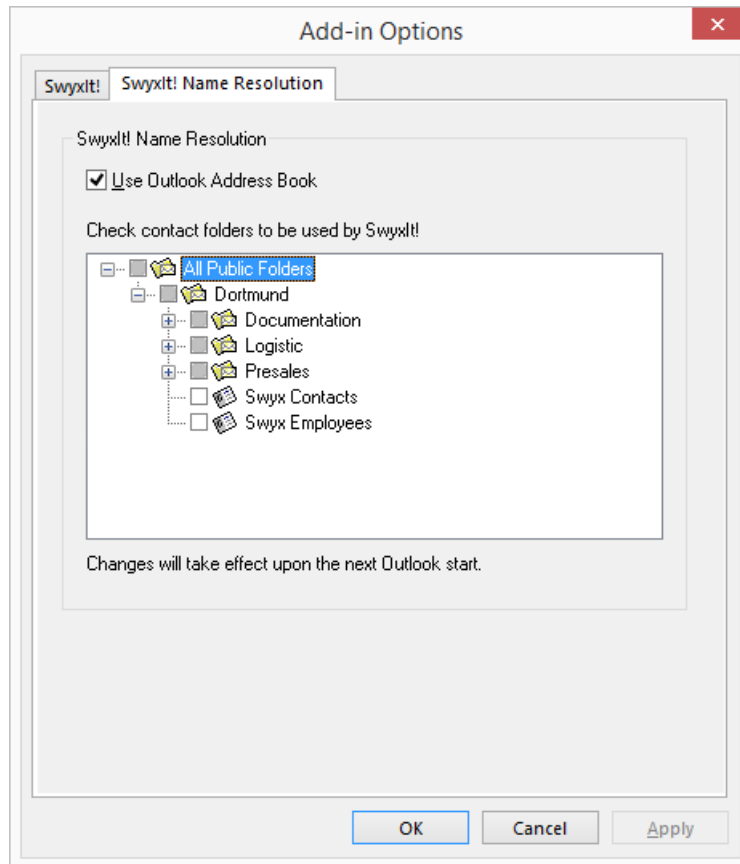 Add-in Options
SwyxIt!
SwyxIt! Name Resolution
SwyxIt! Name Resolution
Use Outlook Address Book
Check contact folders to be used by SwyxIt!
All Public Folders
Dortmund
Documentation
Logistic
Presales
Swyx Contacts
Swyx Employees
Changes will take effect upon the next Outlook start.
OK Cancel Apply